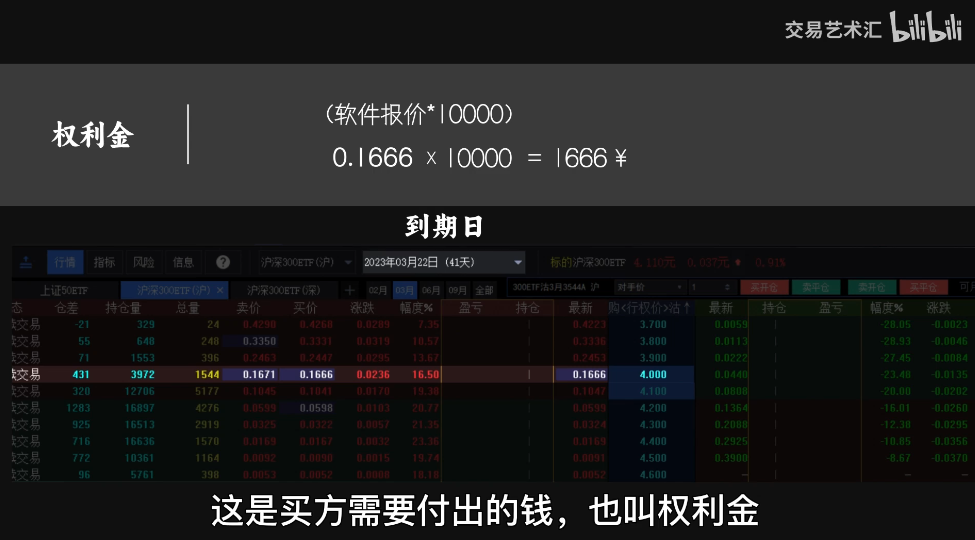 交易艺术汇 bilibili
(软件报价*10000)
权利金
0.1666 × 10000 = 1666 ¥
到期日
行情 指标 风险 信息 ? 沪深300ETF(沪) 2023年03月22日 (41天) 标的沪深300ETF 4.110元 0.037元 0.91%
上证50ETF 沪深300ETF(沪) × 沪深300ETF(深) + 02月 03月 06月 09月 全部 300ETF沽3月3544A 沪 对手价 1 买开仓 卖平仓 卖开仓 买平仓
态 仓差 持仓量 总量 卖价 买价 涨跌 幅度% 盈亏 持仓 最新 购<行权价>沽↑ 最新 持仓 盈亏 幅度% 涨跌
交易 -21 329 24 0.4290 0.4260 0.0289 7.35 0.4223 3.700 0.0059 -28.05 -0.0023
交易 55 648 248 0.3350 0.3331 0.0319 10.57 0.3336 3.800 0.0113 -28.93 -0.0046
交易 71 1553 396 0.2463 0.2447 0.0295 13.67 0.2453 3.900 0.0222 -27.45 -0.0084
交易 431 3972 1544 0.1671 0.1666 0.0236 16.50 0.1666 4.000 0.0440 -23.48 -0.0135
交易 320 12706 5177 0.1045 0.1041 0.0170 19.38 0.1047 4.100 0.0808 -20.00 -0.0202
交易 1283 16897 4276 0.0599 0.0598 0.0103 20.77 0.0599 4.200 0.1364 -16.01 -0.0260
交易 925 16513 2919 0.0325 0.0322 0.0057 21.35 0.0324 4.300 0.2088 -12.38 -0.0295
交易 716 16636 1570 0.0169 0.0167 0.0032 23.36 0.0169 4.400 0.2925 -10.85 -0.0356
交易 772 10361 1164 0.0092 0.0090 0.0015 19.74 0.0091 4.500 0.3900 -8.67 -0.0370
交易 96 5761 398 0.0053 0.0052 0.0008 18.18 0.0052 4.600
这是买方需要付出的钱，也叫权利金